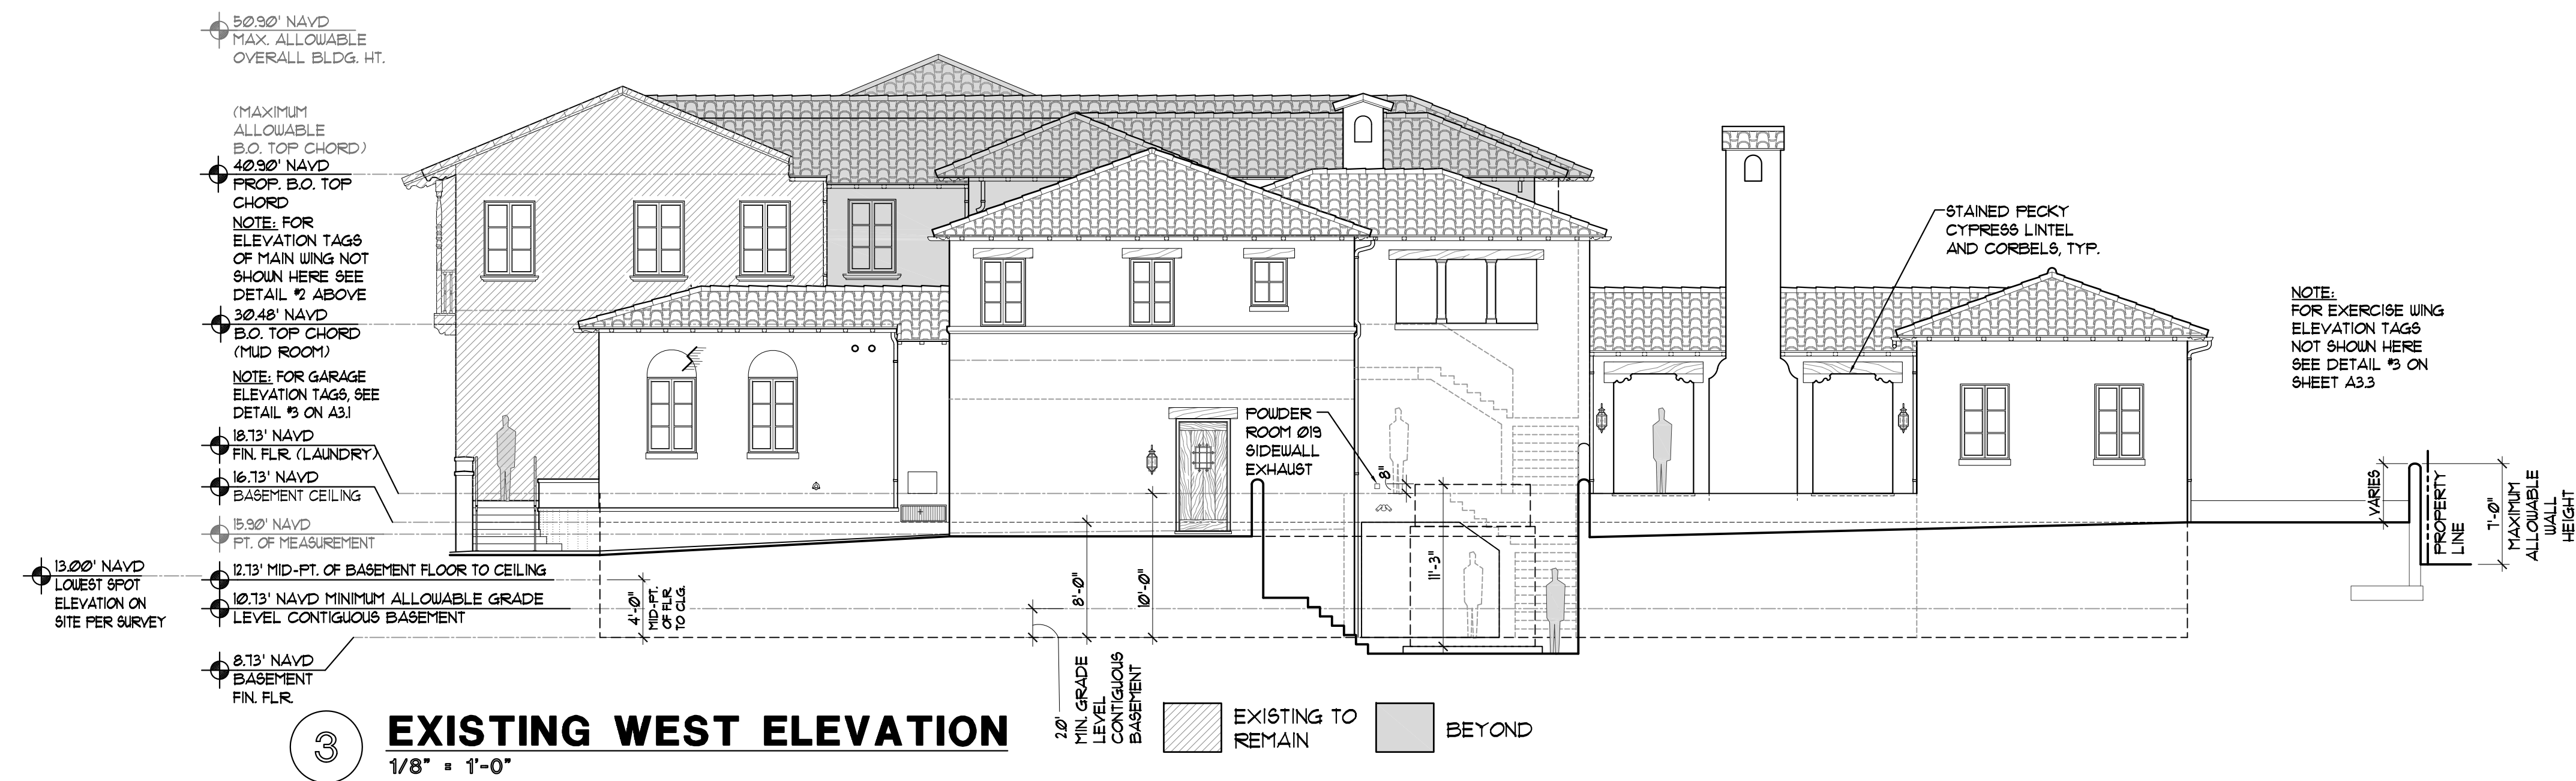 50.90' NAVD
MAX. ALLOWABLE
OVERALL BLDG. HT.
(MAXIMUM
ALLOWABLE
B.O. TOP CHORD)
40.90' NAVD
PROP. B.O. TOP
CHORD
NOTE: FOR
ELEVATION TAGS
OF MAIN WING NOT
SHOWN HERE SEE
DETAIL #2 ABOVE
30.48' NAVD
B.O. TOP CHORD
(MUD ROOM)
NOTE: FOR GARAGE
ELEVATION TAGS, SEE
DETAIL #3 ON A3.1
18.73' NAVD
FIN. FLR. (LAUNDRY)
16.73' NAVD
BASEMENT CEILING
15.90' NAVD
PT. OF MEASUREMENT
13.00' NAVD
LOWEST SPOT
ELEVATION ON
SITE PER SURVEY
12.73' MID-PT. OF BASEMENT FLOOR TO CEILING
10.73' NAVD MINIMUM ALLOWABLE GRADE
LEVEL CONTIGUOUS BASEMENT
8.73' NAVD
BASEMENT
FIN. FLR.
4'-0"
MID-PT.
OF FLR.
TO CLG.
2.0'
MIN. GRADE
LEVEL
CONTIGUOUS
BASEMENT
8'-0"
10'-0"
POWDER
ROOM 019
SIDEWALL
EXHAUST
8"
11'-3"
STAINED PECKY
CYPRESS LINTEL
AND CORBELS, TYP.
NOTE:
FOR EXERCISE WING
ELEVATION TAGS
NOT SHOWN HERE
SEE DETAIL #3 ON
SHEET A3.3
VARIES
PROPERTY
LINE
7'-0"
MAXIMUM
ALLOWABLE
WALL
HEIGHT
3
EXISTING WEST ELEVATION
1/8" = 1'-0"
EXISTING TO
REMAIN
BEYOND